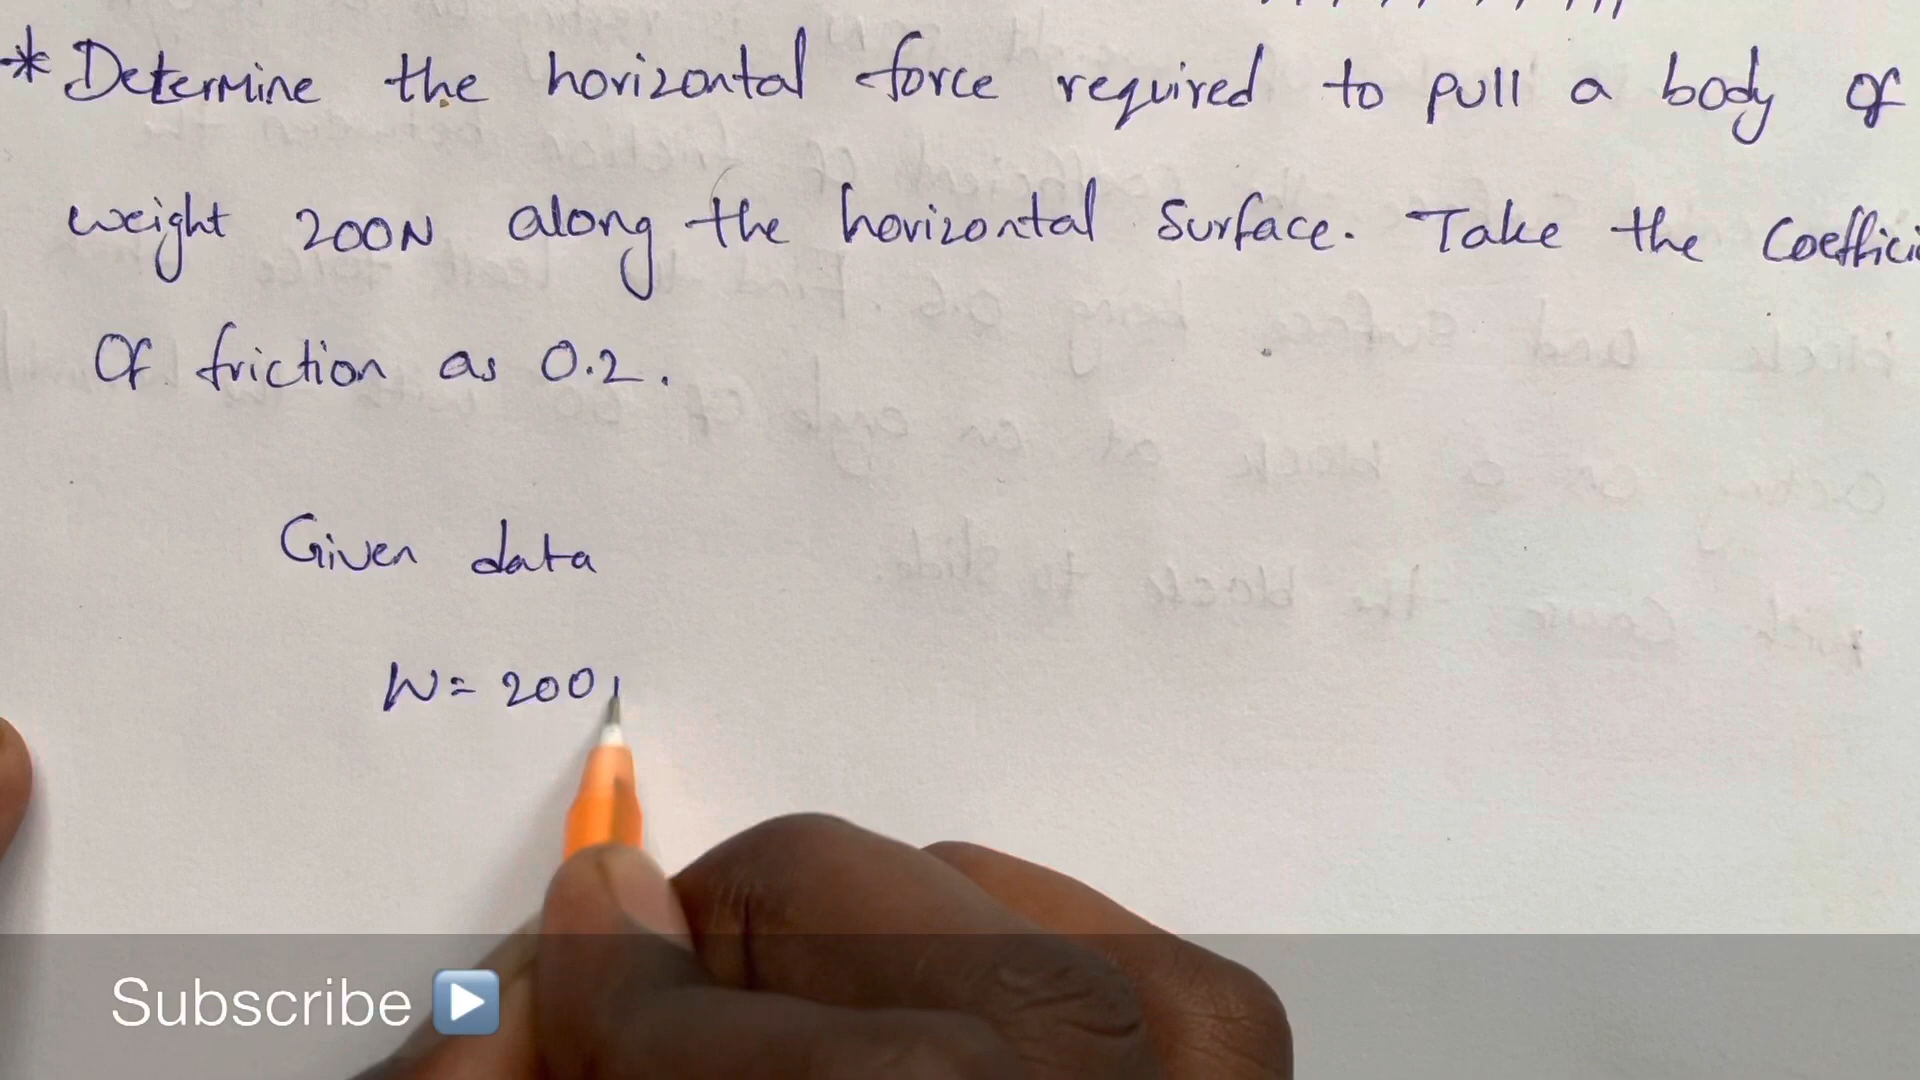 * Determine the horizontal force required to pull a body of
weight 200N along the horizontal surface. Take the Coeffici
Of friction as 0.2.
Given data
W = 200
Subscribe